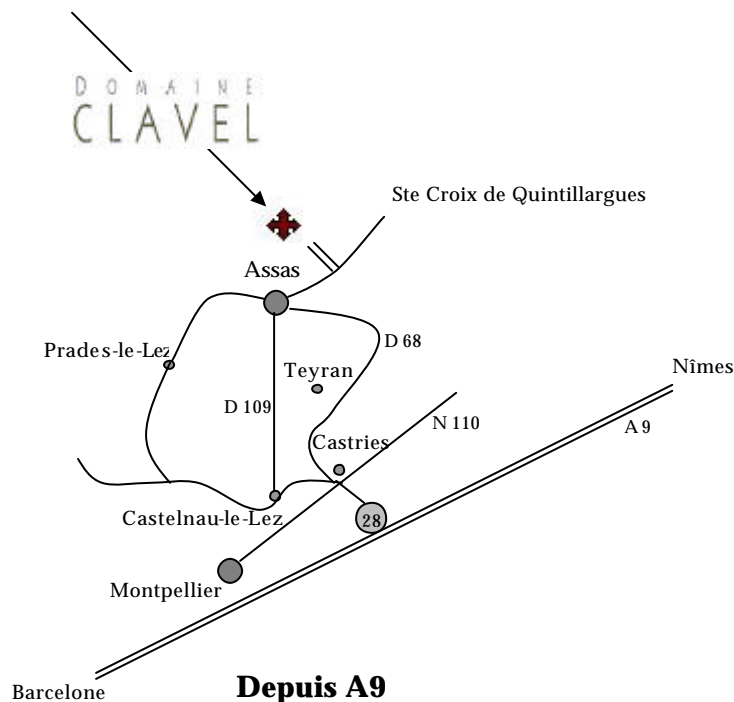 DOMAINE
CLAVEL
Ste Croix de Quintillargues
Assas
Prades-le-Lez
D 68
Teyran
Nîmes
D 109
N 110
A 9
Castries
Castelnau-le-Lez
28
Montpellier
Barcelone
Depuis A9